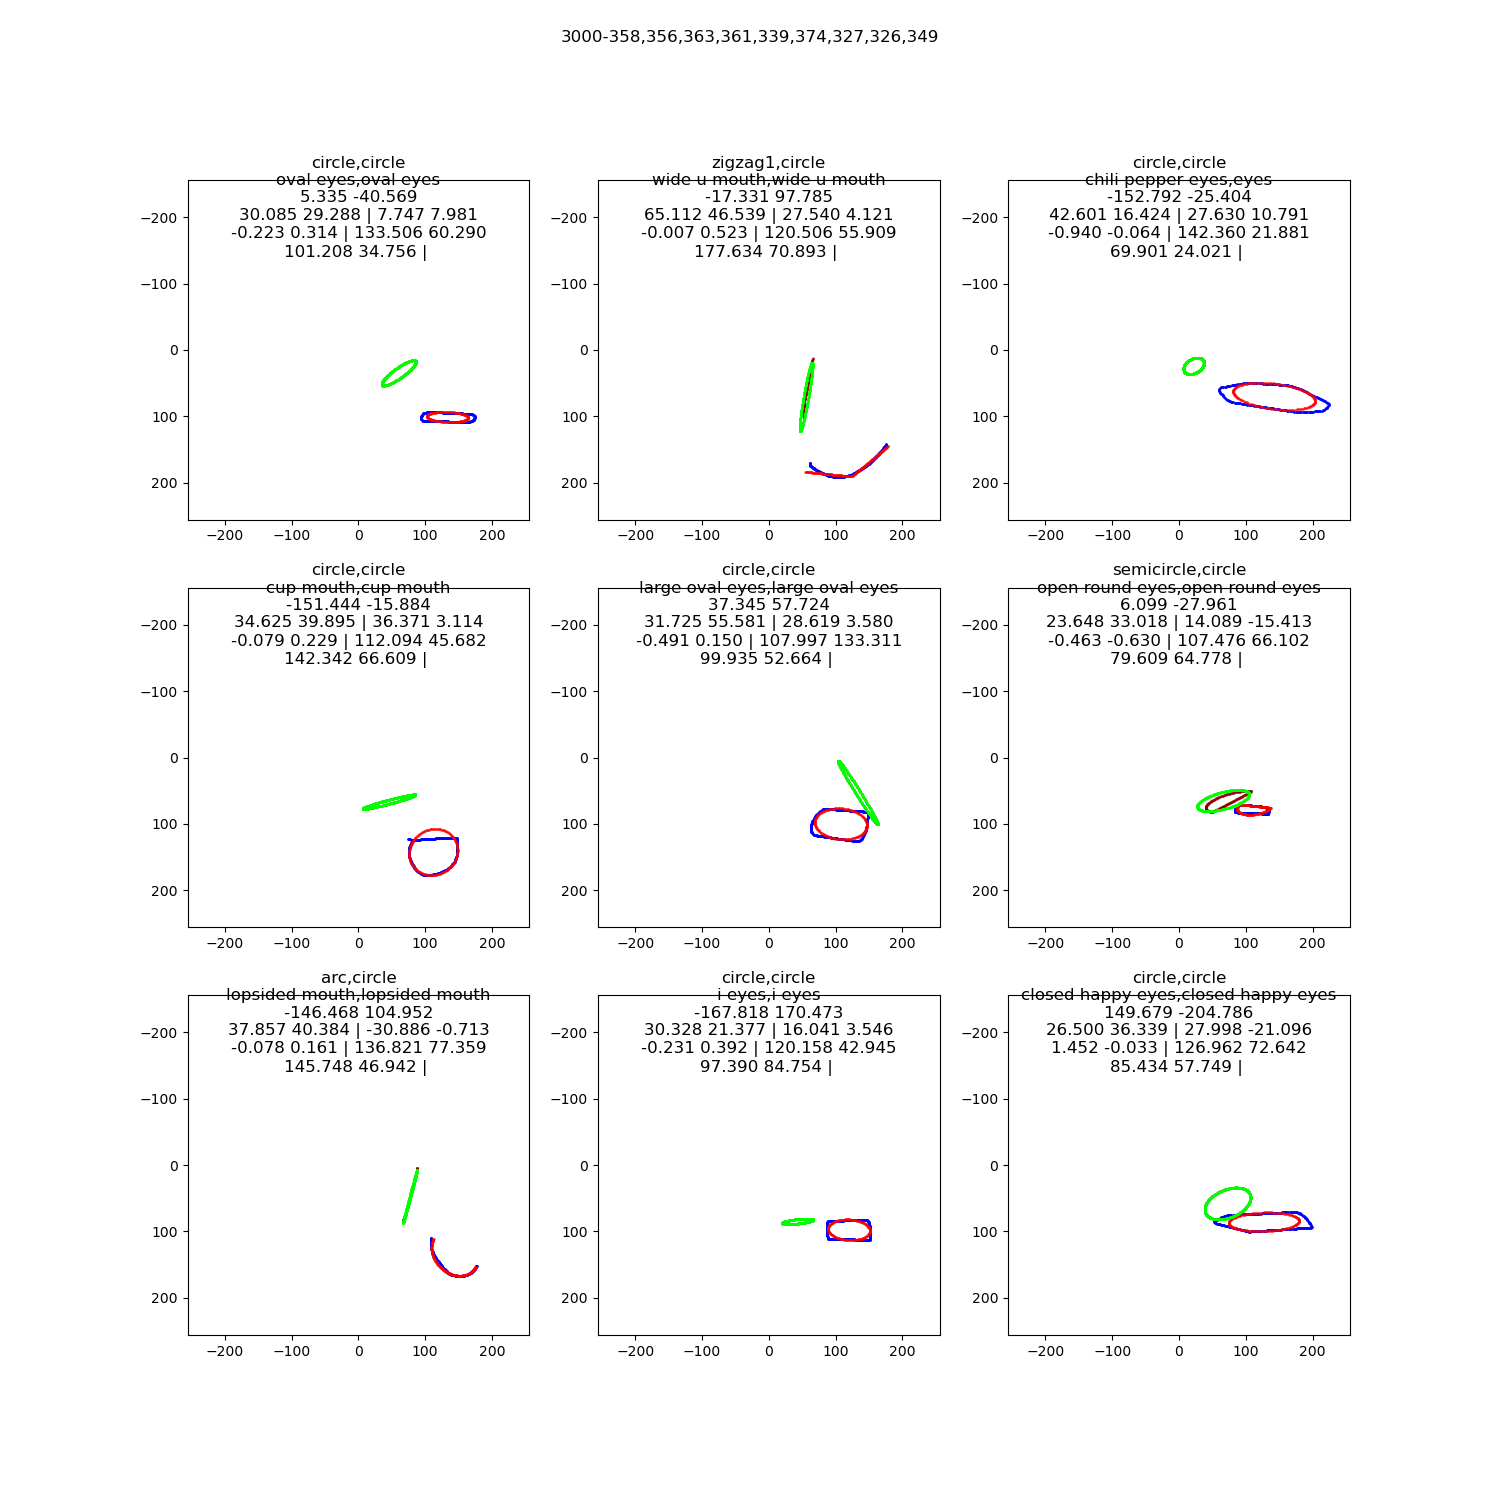 3000-358,356,363,361,339,374,327,326,349
circle,circle
oval eyes,oval eyes
5.335 -40.569
30.085 29.288 | 7.747 7.981
-0.223 0.314 | 133.506 60.290
101.208 34.756 |
−200
−100
0
100
200
−200 −100 0 100 200
zigzag1,circle
wide u mouth,wide u mouth
-17.331 97.785
65.112 46.539 | 27.540 4.121
-0.007 0.523 | 120.506 55.909
177.634 70.893 |
−200
−100
0
100
200
−200 −100 0 100 200
circle,circle
chili pepper eyes,eyes
-152.792 -25.404
42.601 16.424 | 27.630 10.791
-0.940 -0.064 | 142.360 21.881
69.901 24.021 |
−200
−100
0
100
200
−200 −100 0 100 200
circle,circle
cup mouth,cup mouth
-151.444 -15.884
34.625 39.895 | 36.371 3.114
-0.079 0.229 | 112.094 45.682
142.342 66.609 |
−200
−100
0
100
200
−200 −100 0 100 200
circle,circle
large oval eyes,large oval eyes
37.345 57.724
31.725 55.581 | 28.619 3.580
-0.491 0.150 | 107.997 133.311
99.935 52.664 |
−200
−100
0
100
200
−200 −100 0 100 200
semicircle,circle
open round eyes,open round eyes
6.099 -27.961
23.648 33.018 | 14.089 -15.413
-0.463 -0.630 | 107.476 66.102
79.609 64.778 |
−200
−100
0
100
200
−200 −100 0 100 200
arc,circle
lopsided mouth,lopsided mouth
-146.468 104.952
37.857 40.384 | -30.886 -0.713
-0.078 0.161 | 136.821 77.359
145.748 46.942 |
−200
−100
0
100
200
−200 −100 0 100 200
circle,circle
i eyes,i eyes
-167.818 170.473
30.328 21.377 | 16.041 3.546
-0.231 0.392 | 120.158 42.945
97.390 84.754 |
−200
−100
0
100
200
−200 −100 0 100 200
circle,circle
closed happy eyes,closed happy eyes
149.679 -204.786
26.500 36.339 | 27.998 -21.096
1.452 -0.033 | 126.962 72.642
85.434 57.749 |
−200
−100
0
100
200
−200 −100 0 100 200